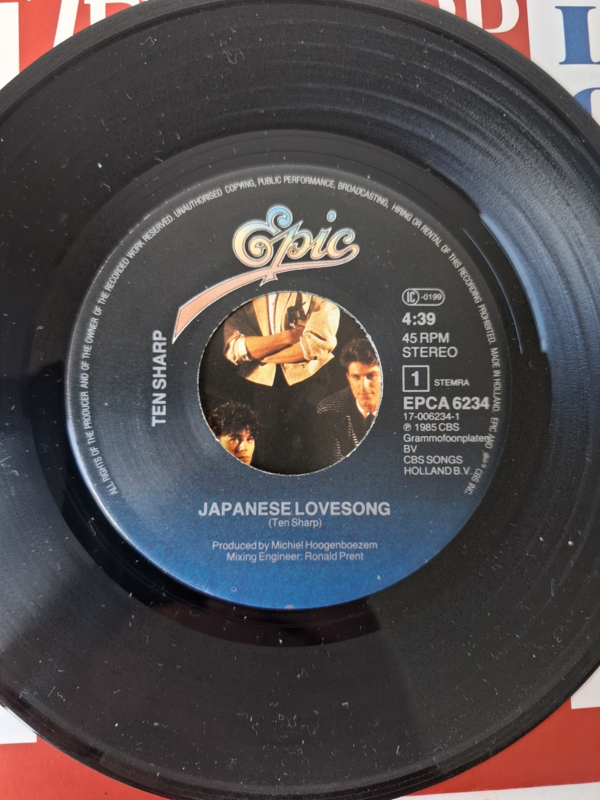 ALL RIGHTS OF THE PRODUCER AND OF THE OWNER OF THE RECORDED WORK RESERVED. UNAUTHORISED COPYING, PUBLIC PERFORMANCE, BROADCASTING, HIRING OR RENTAL OF THIS RECORDING PROHIBITED. MADE IN HOLLAND. EPIC AND CBS INC.
Epic
TEN SHARP
LC -0199
4:39
45 RPM
STEREO
1 STEMRA
EPCA 6234
17-006234-1
℗ 1985 CBS
Grammofoonplaten
BV
CBS SONGS
HOLLAND B.V.
JAPANESE LOVESONG
(Ten Sharp)
Produced by Michiel Hoogenboezem
Mixing Engineer: Ronald Prent